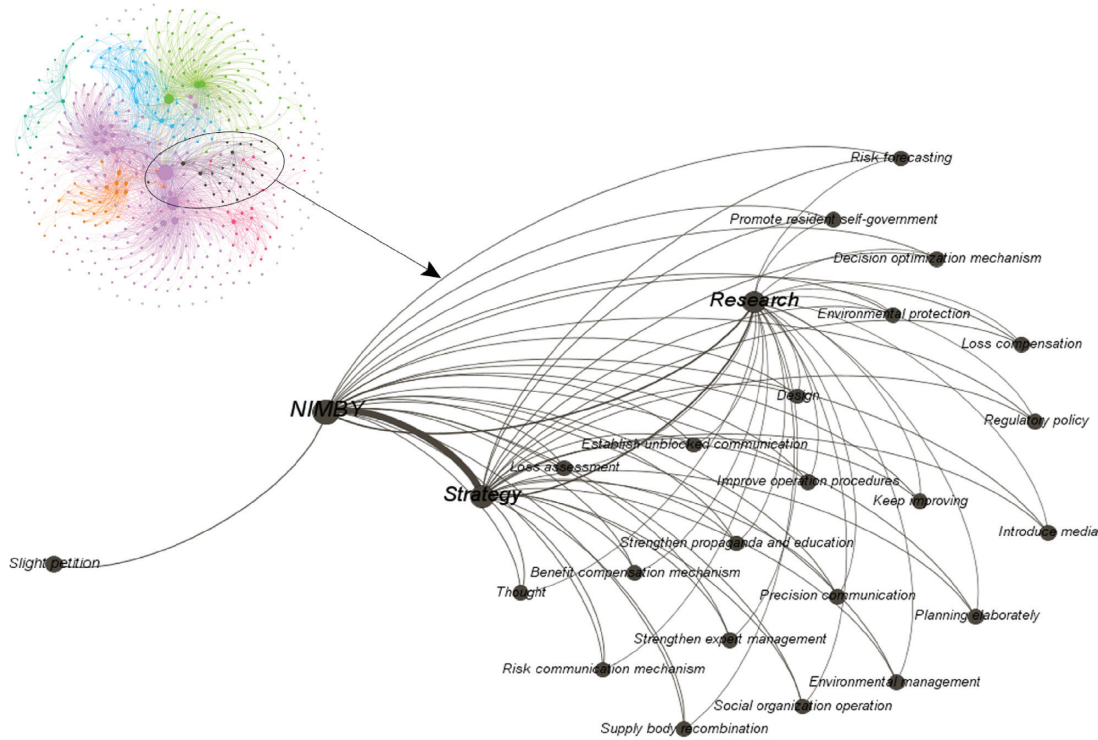 Risk forecasting
Promote resident self-government
Decision optimization mechanism
Research
Environmental protection
Loss compensation
Design
NIMBY
Regulatory policy
Establish unblocked communication
Loss assessment
Improve operation procedures
Strategy
Keep improving
Introduce media
Strengthen propaganda and education
Slight petition
Benefit compensation mechanism
Thought
Precision communication
Planning elaborately
Strengthen expert management
Risk communication mechanism
Environmental management
Social organization operation
Supply body recombination